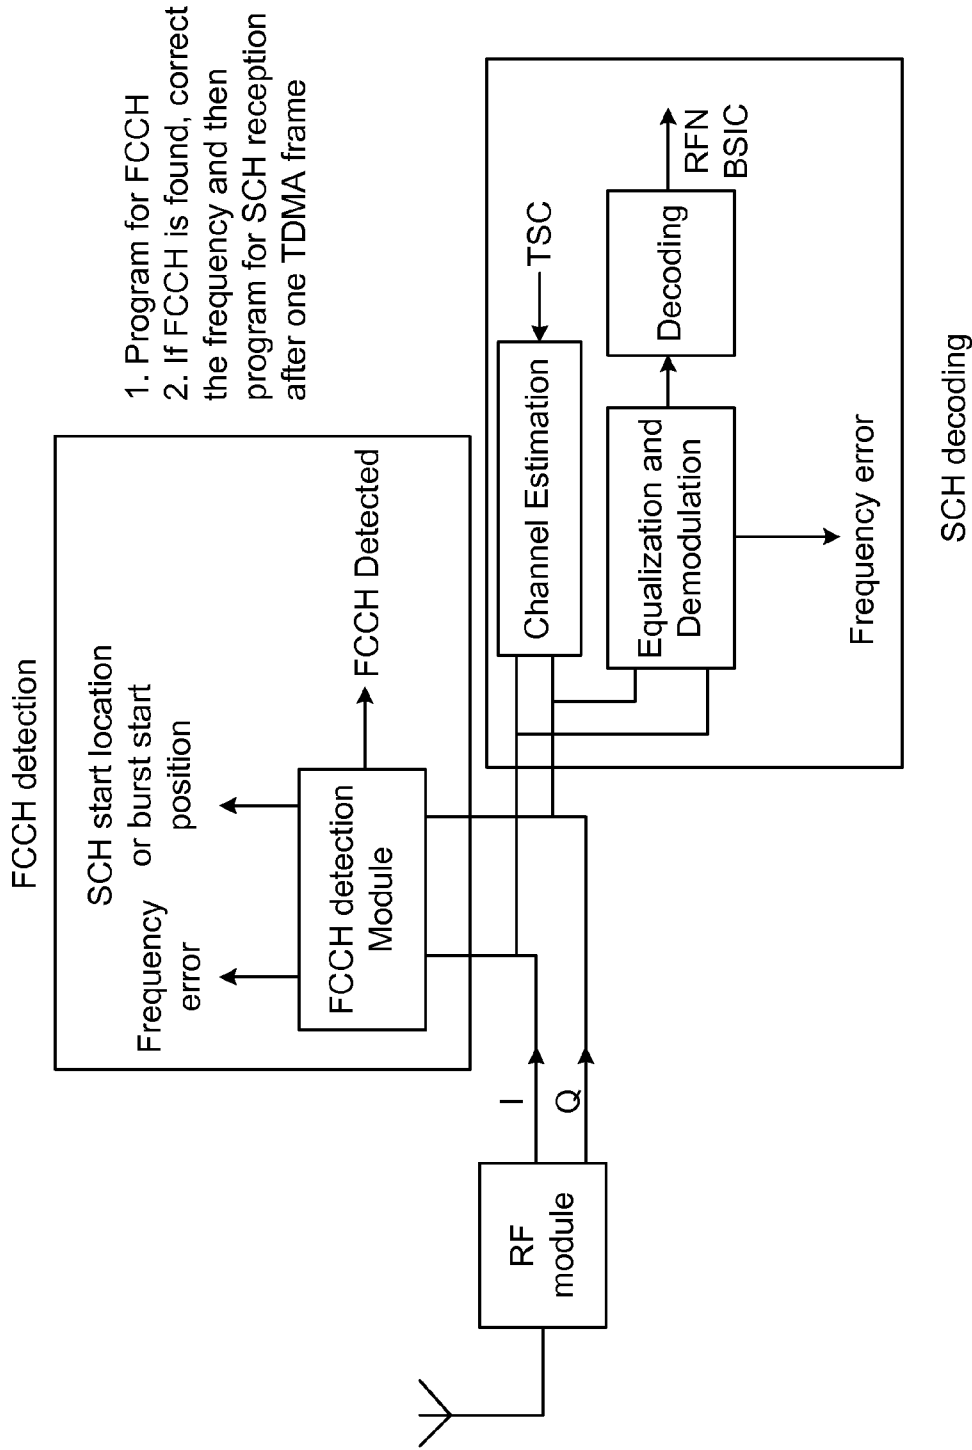 FCCH detection
Frequency
error
SCH start location
or burst start
position
FCCH detection
Module
FCCH Detected
1. Program for FCCH
2. If FCCH is found, correct
the frequency and then
program for SCH reception
after one TDMA frame
RF
module
I
Q
Channel Estimation
TSC
Equalization and
Demodulation
Decoding
RFN
BSIC
Frequency error
SCH decoding